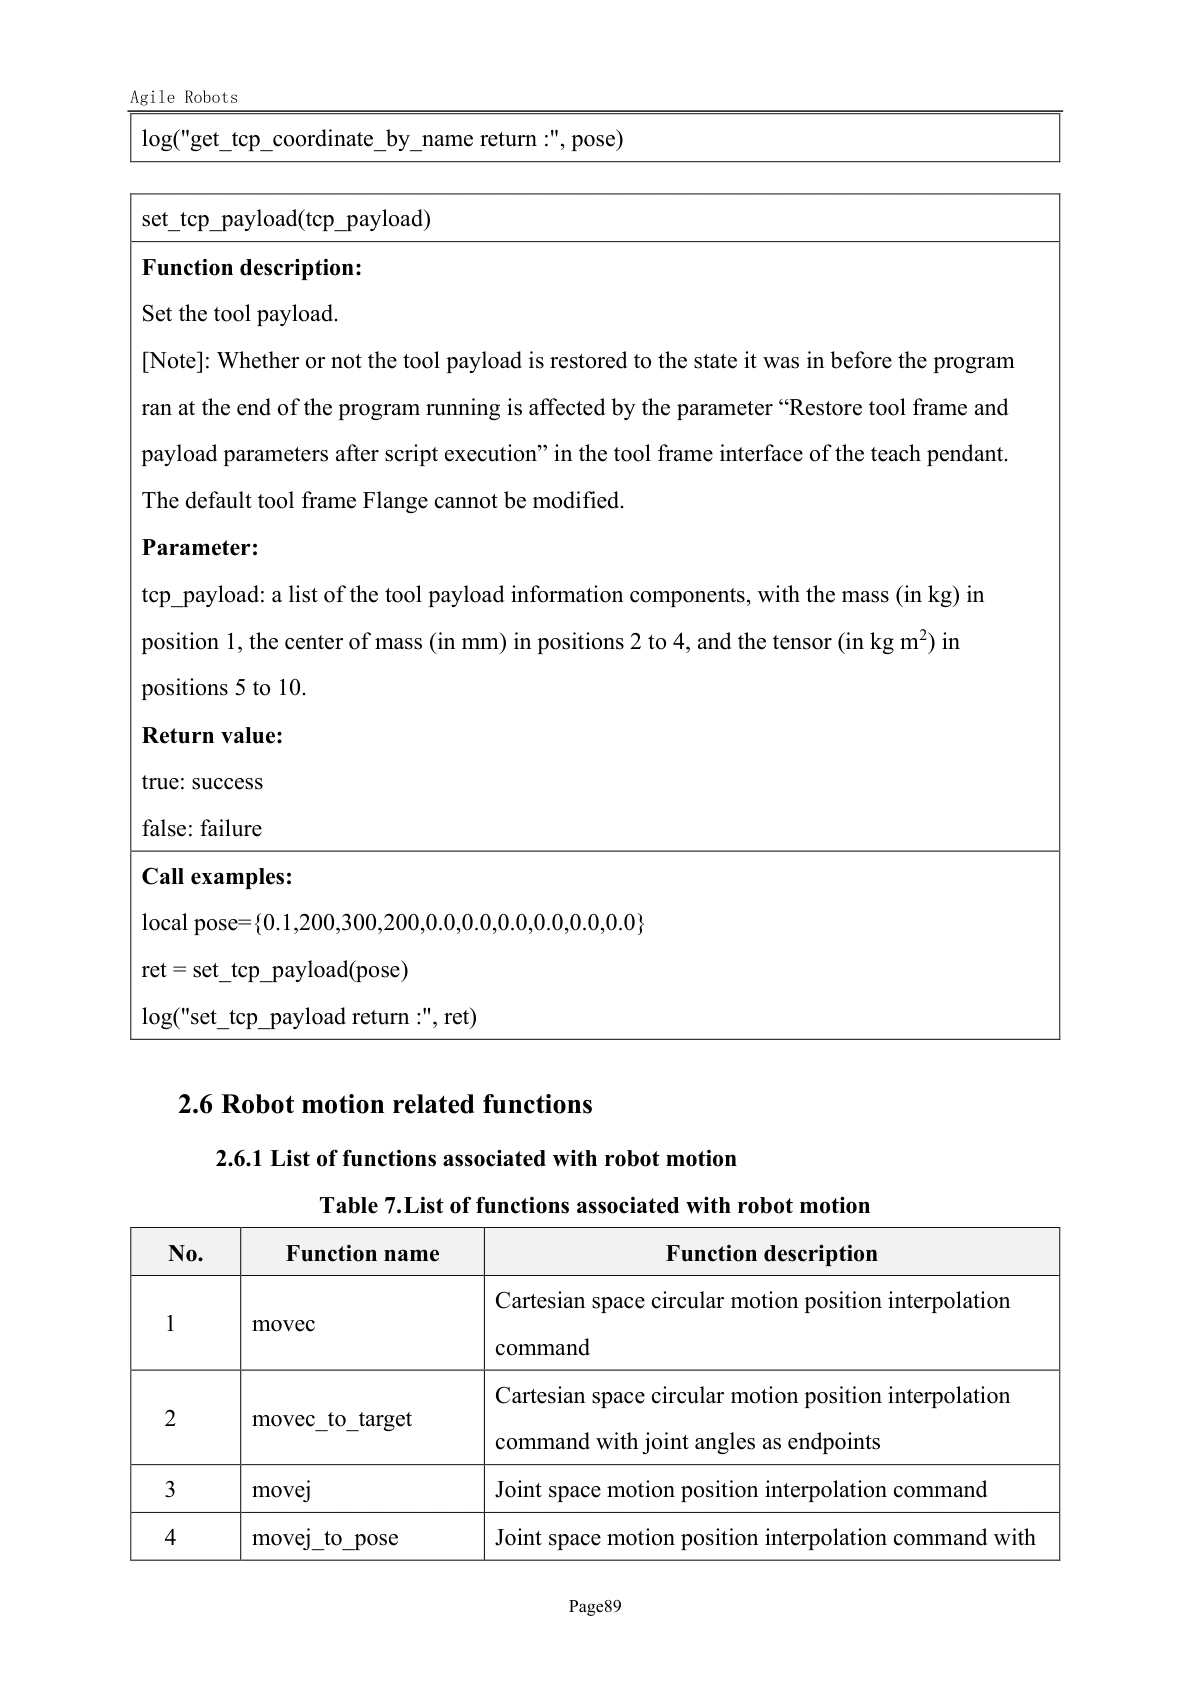 Agile Robots
log("get_tcp_coordinate_by_name return :", pose)
set_tcp_payload(tcp_payload)
Function description:
Set the tool payload.
[Note]: Whether or not the tool payload is restored to the state it was in before the program
ran at the end of the program running is affected by the parameter “Restore tool frame and
payload parameters after script execution” in the tool frame interface of the teach pendant.
The default tool frame Flange cannot be modified.
Parameter:
tcp_payload: a list of the tool payload information components, with the mass (in kg) in
position 1, the center of mass (in mm) in positions 2 to 4, and the tensor (in kg m²) in
positions 5 to 10.
Return value:
true: success
false: failure
Call examples:
local pose={0.1,200,300,200,0.0,0.0,0.0,0.0,0.0,0.0}
ret = set_tcp_payload(pose)
log("set_tcp_payload return :", ret)
2.6 Robot motion related functions
2.6.1 List of functions associated with robot motion
Table 7.List of functions associated with robot motion
No. Function name Function description
1 movec Cartesian space circular motion position interpolation
command
2 movec_to_target Cartesian space circular motion position interpolation
command with joint angles as endpoints
3 movej Joint space motion position interpolation command
4 movej_to_pose Joint space motion position interpolation command with
Page89